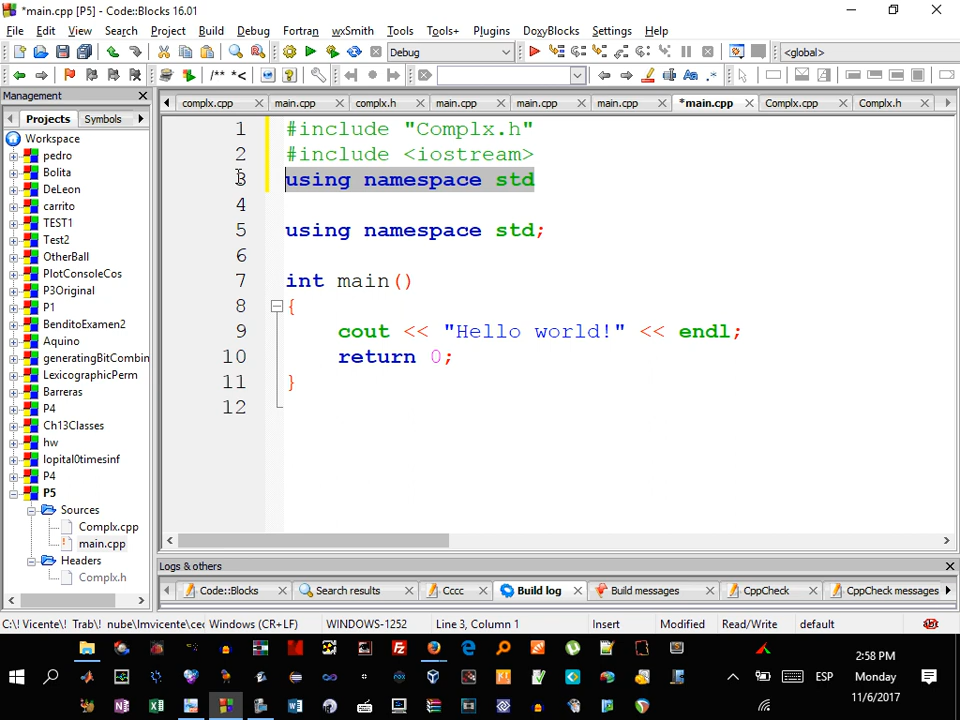 *main.cpp [P5] - Code::Blocks 16.01
File Edit View Search Project Build Debug Fortran wxSmith Tools Tools+ Plugins DoxyBlocks Settings Help
Debug <global>
/** *<
Management complx.cpp main.cpp complx.h main.cpp main.cpp main.cpp *main.cpp Complx.cpp Complx.h
Projects Symbols
Workspace
pedro
Bolita
DeLeon
carrito
TEST1
Test2
OtherBall
PlotConsoleCos
P3Original
P1
BenditoExamen2
Aquino
generatingBitCombin
LexicographicPerm
Barreras
P4
Ch13Classes
hw
lopital0timesinf
P4
P5
Sources
Complx.cpp
main.cpp
Headers
Complx.h
1 #include "Complx.h"
2 #include <iostream>
3 using namespace std
4
5 using namespace std;
6
7 int main()
8 {
9 cout << "Hello world!" << endl;
10 return 0;
11 }
12
Logs & others
Code::Blocks Search results Cccc Build log Build messages CppCheck CppCheck messages
C:\! Vicente\! Trab\! nube\lmvicente\cec Windows (CR+LF) WINDOWS-1252 Line 3, Column 1 Insert Modified Read/Write default
2:58 PM
ESP Monday
11/6/2017